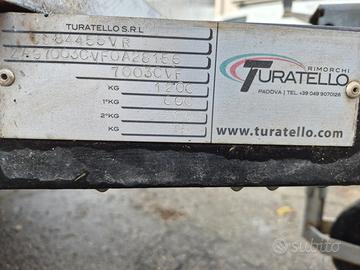 TURATELLO S.R.L
7003CVF
KG 1200
1°KG 600
2°KG
KG
RIMORCHI
TURATELLO
PADOVA | TEL. +39 049 9070128
www.turatello.com
subito